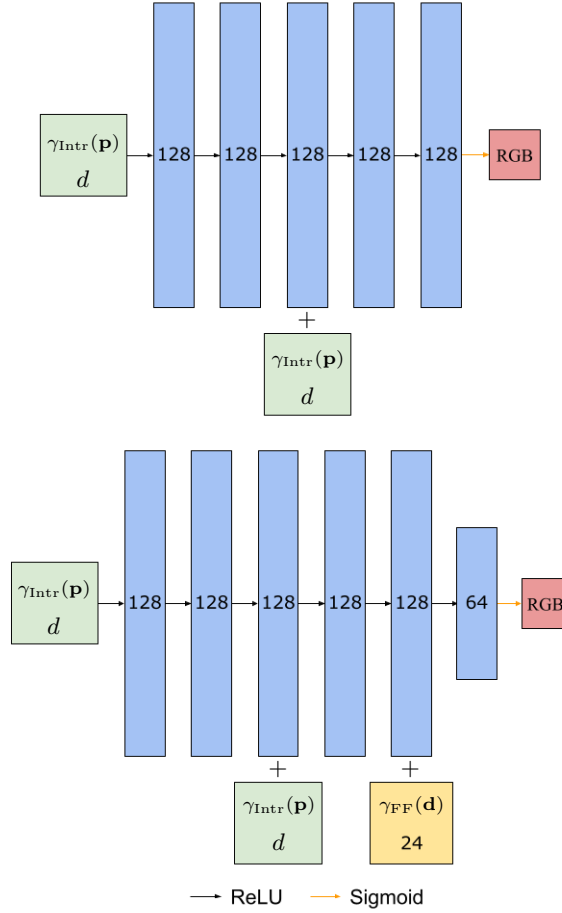 γIntr(p)
d
128 128 128 128 128
RGB
+
γIntr(p)
d
γIntr(p)
d
128 128 128 128 128 64
RGB
+ +
γIntr(p) γFF(d)
d 24
ReLU Sigmoid